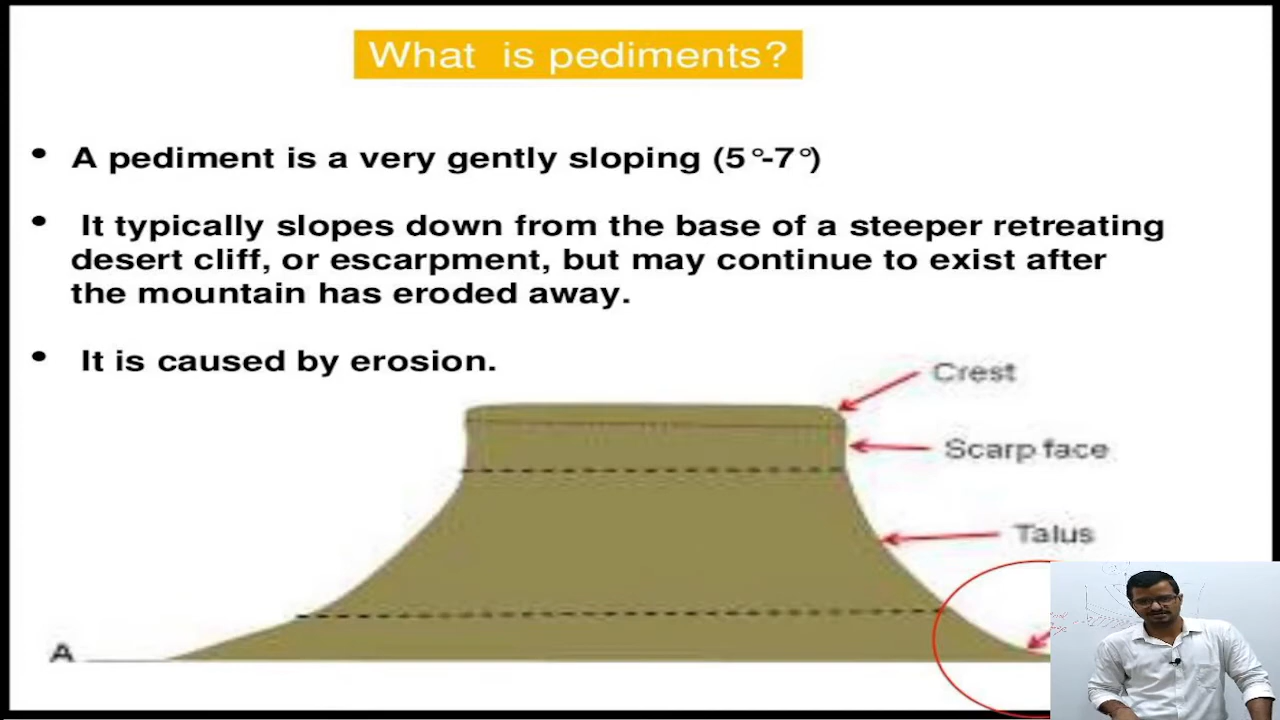 What is pediments?
• A pediment is a very gently sloping (5°-7°)
• It typically slopes down from the base of a steeper retreating
desert cliff, or escarpment, but may continue to exist after
the mountain has eroded away.
• It is caused by erosion.
Crest
Scarp face
Talus
A